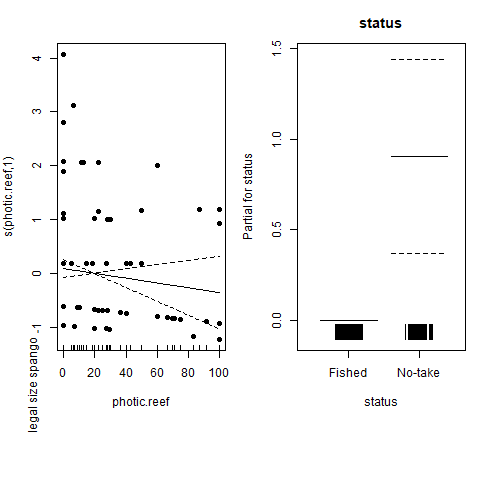 status
s(photic.reef,1)
legal size spango
4
3
2
1
0
-1
0 20 40 60 80 100
photic.reef
Partial for status
1.5
1.0
0.5
0.0
Fished No-take
status